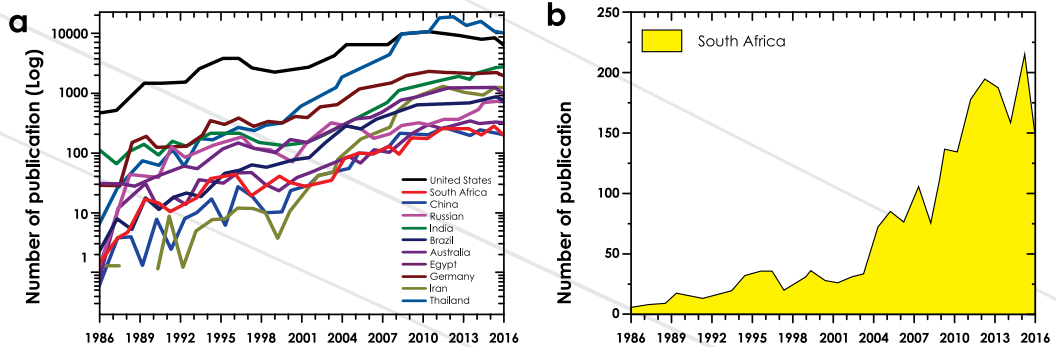 a
Number of publication (Log)
10000
1000
100
10
1
United States
South Africa
China
Russian
India
Brazil
Australia
Egypt
Germany
Iran
Thailand
1986 1989 1992 1995 1998 2001 2004 2007 2010 2013 2016
b
Number of publication
250
200
150
100
50
0
South Africa
1986 1989 1992 1995 1998 2001 2004 2007 2010 2013 2016